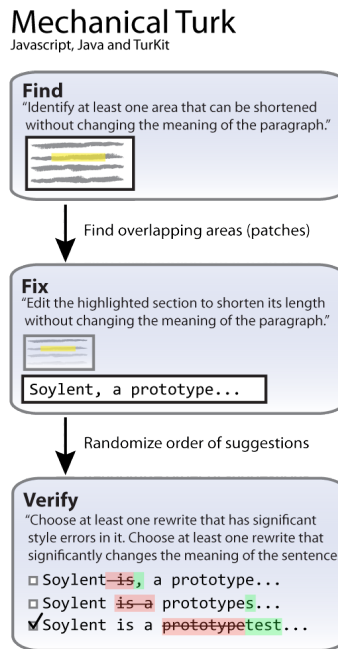 Mechanical Turk
Javascript, Java and TurKit
Find
“Identify at least one area that can be shortened
without changing the meaning of the paragraph.”
Find overlapping areas (patches)
Fix
“Edit the highlighted section to shorten its length
without changing the meaning of the paragraph.”
Soylent, a prototype...
Randomize order of suggestions
Verify
“Choose at least one rewrite that has significant
style errors in it. Choose at least one rewrite that
significantly changes the meaning of the sentence
Soylent is, a prototype...
Soylent is a prototypes...
Soylent is a prototypetest...